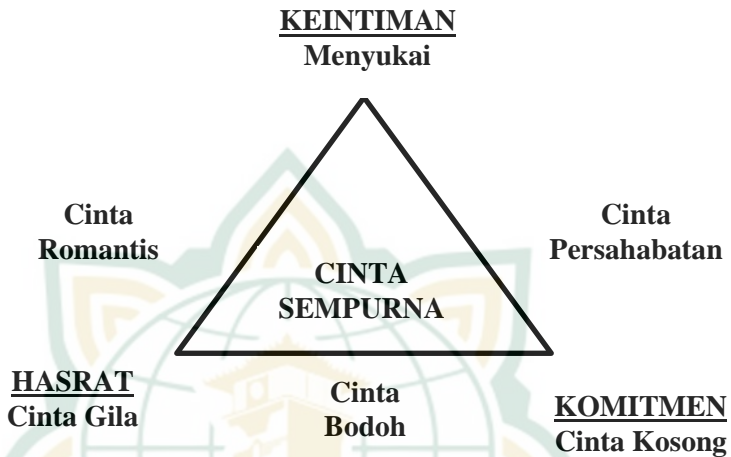 KEINTIMAN
Menyukai
Cinta
Romantis
Cinta
Persahabatan
CINTA
SEMPURNA
HASRAT
Cinta Gila
Cinta
Bodoh
KOMITMEN
Cinta Kosong